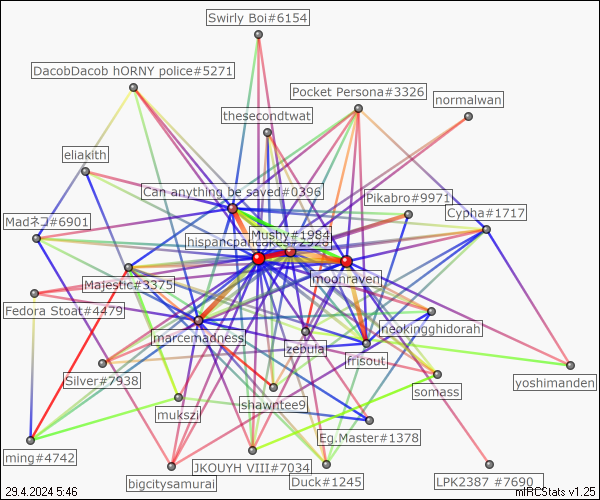 Swirly Boi#6154
DacobDacob hORNY police#5271
Pocket Persona#3326
normalwan
thesecondtwat
eliakith
Can anything be saved#0396
Pikabro#9971
Cypha#1717
Madネコ#6901
Mushy#1984
hispancpancakes#2326
moonraven
Majestic#3375
Fedora Stoat#4479
marcemadness
neokingghidorah
zebula
frisout
Silver#7938
yoshimanden
somass
shawntee9
mukszi
Eg.Master#1378
ming#4742
JKOUYH VIII#7034
bigcitysamurai
Duck#1245
LPK2387 #7690
29.4.2024 5:46
mIRCStats v1.25